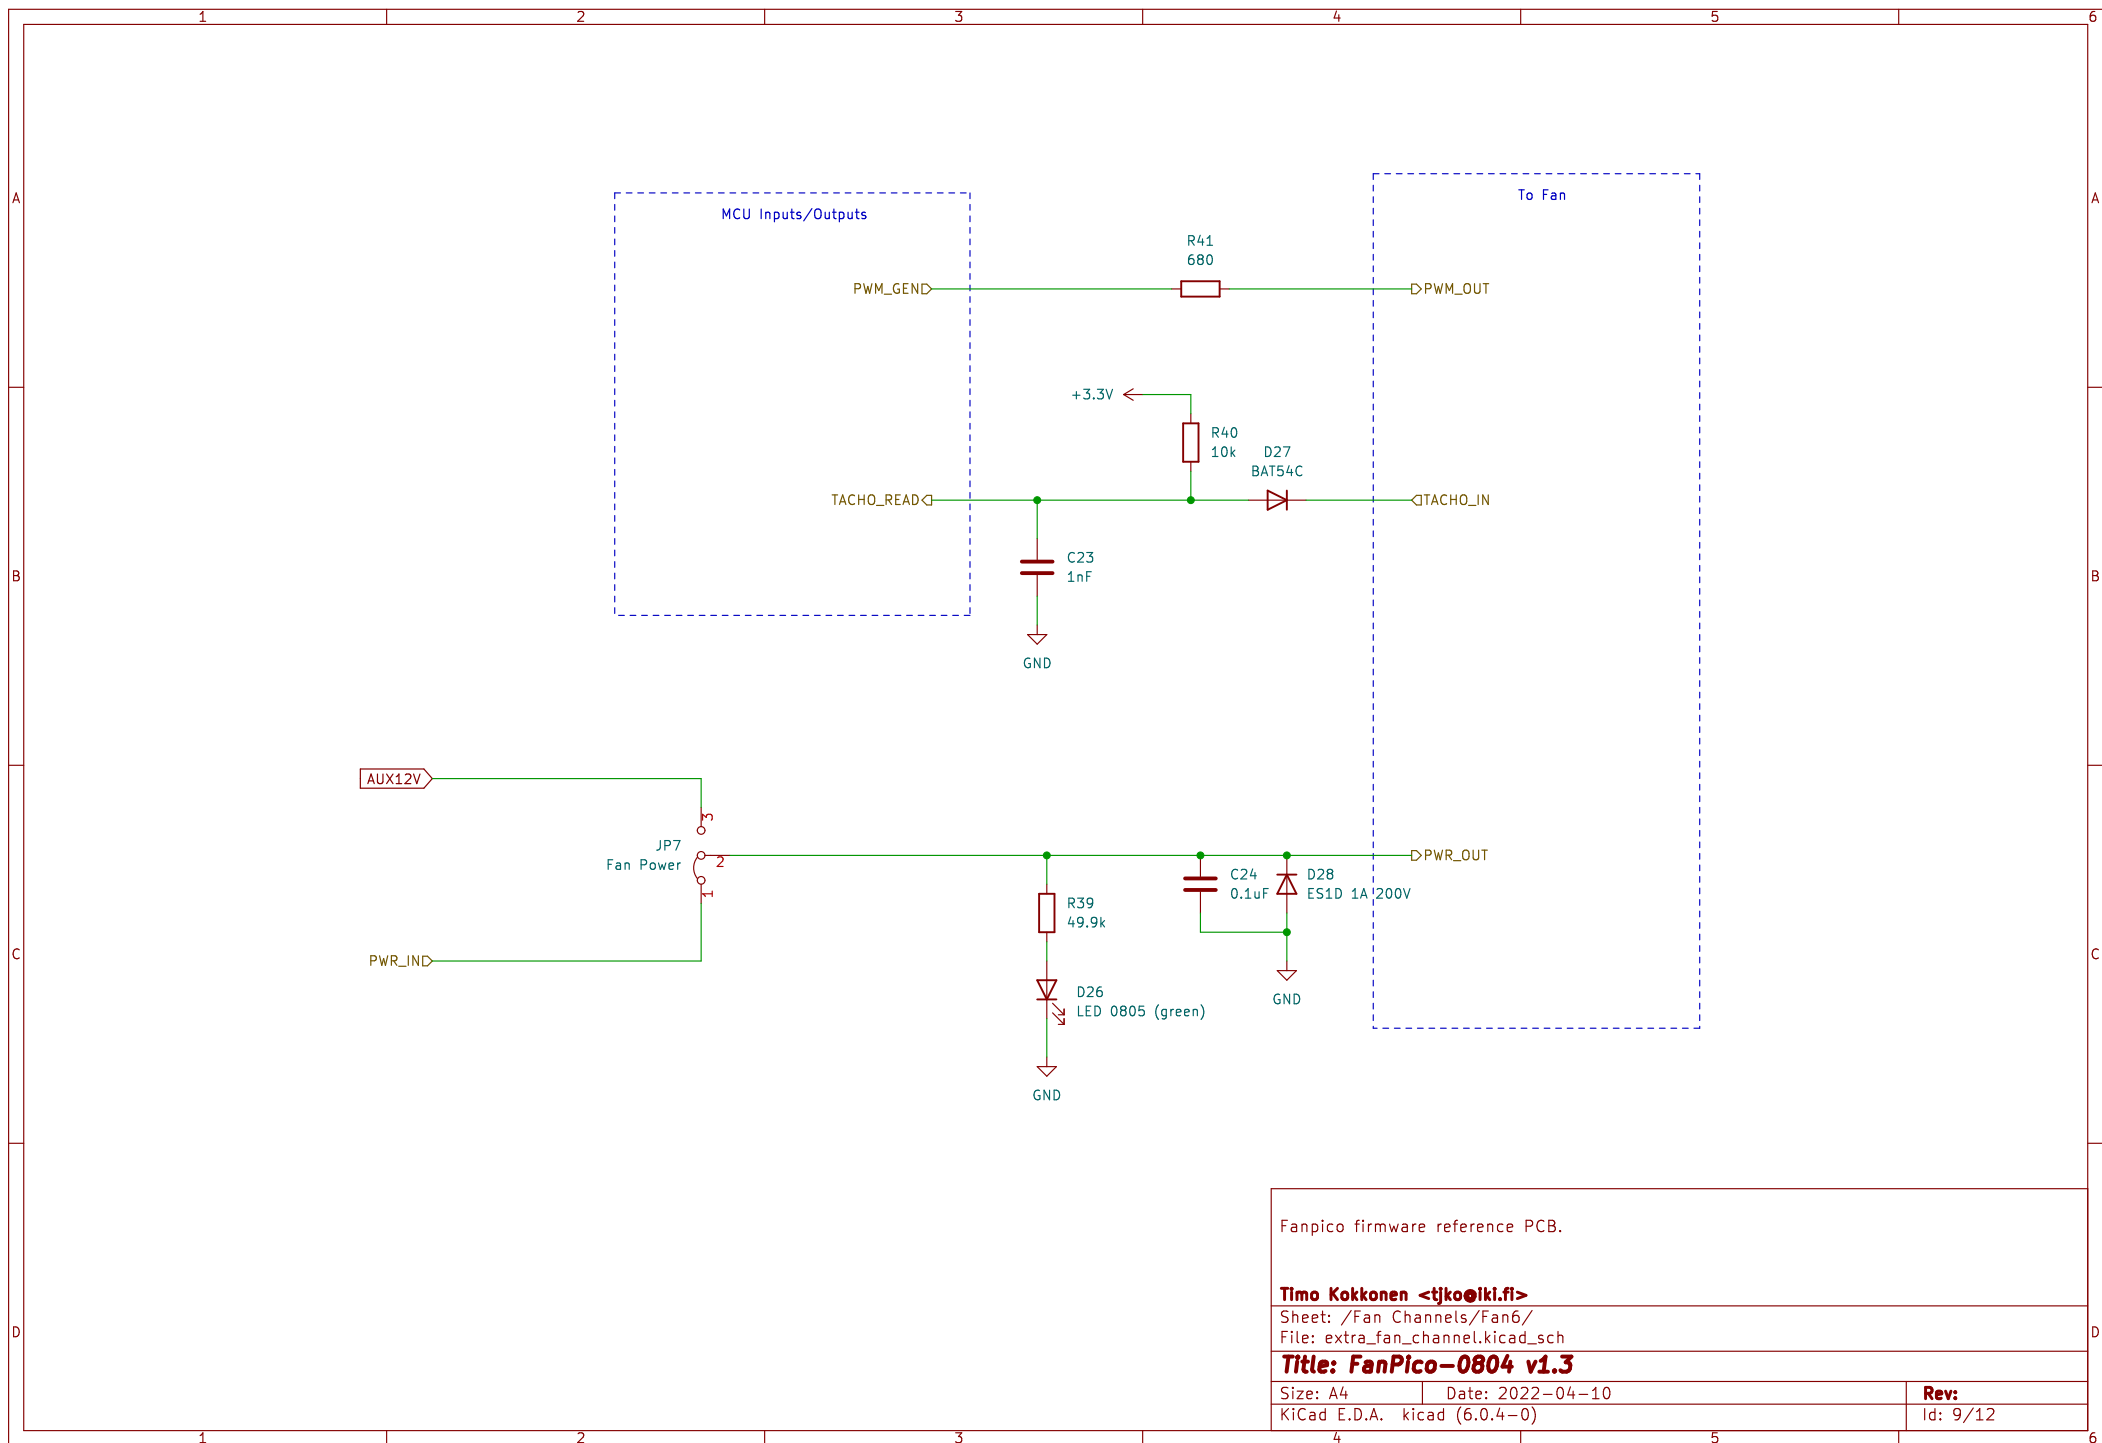 1 2 3 4 5 6
A A
To Fan
MCU Inputs/Outputs
R41
680
PWM_GEN
PWM_OUT
+3.3V
R40
10k
D27
BAT54C
TACHO_READ
TACHO_IN
C23
1nF
B B
GND
AUX12V
3
JP7
Fan Power
2
1
PWR_OUT
C24
0.1uF
D28
ES1D 1A 200V
R39
49.9k
PWR_IN
C C
D26
LED 0805 (green)
GND
GND
Fanpico firmware reference PCB.
Timo Kokkonen <tjko@iki.fi>
Sheet: /Fan Channels/Fan6/
File: extra_fan_channel.kicad_sch
D D
Title: FanPico-0804 v1.3
Size: A4 Date: 2022-04-10 Rev:
KiCad E.D.A. kicad (6.0.4-0) Id: 9/12
1 2 3 4 5 6